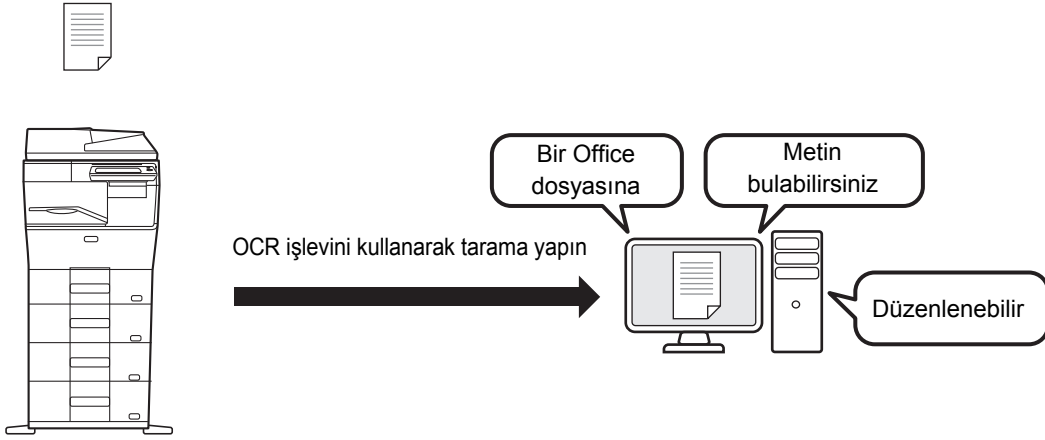 Bir Office
dosyasına
Metin
bulabilirsiniz
OCR işlevini kullanarak tarama yapın
Düzenlenebilir